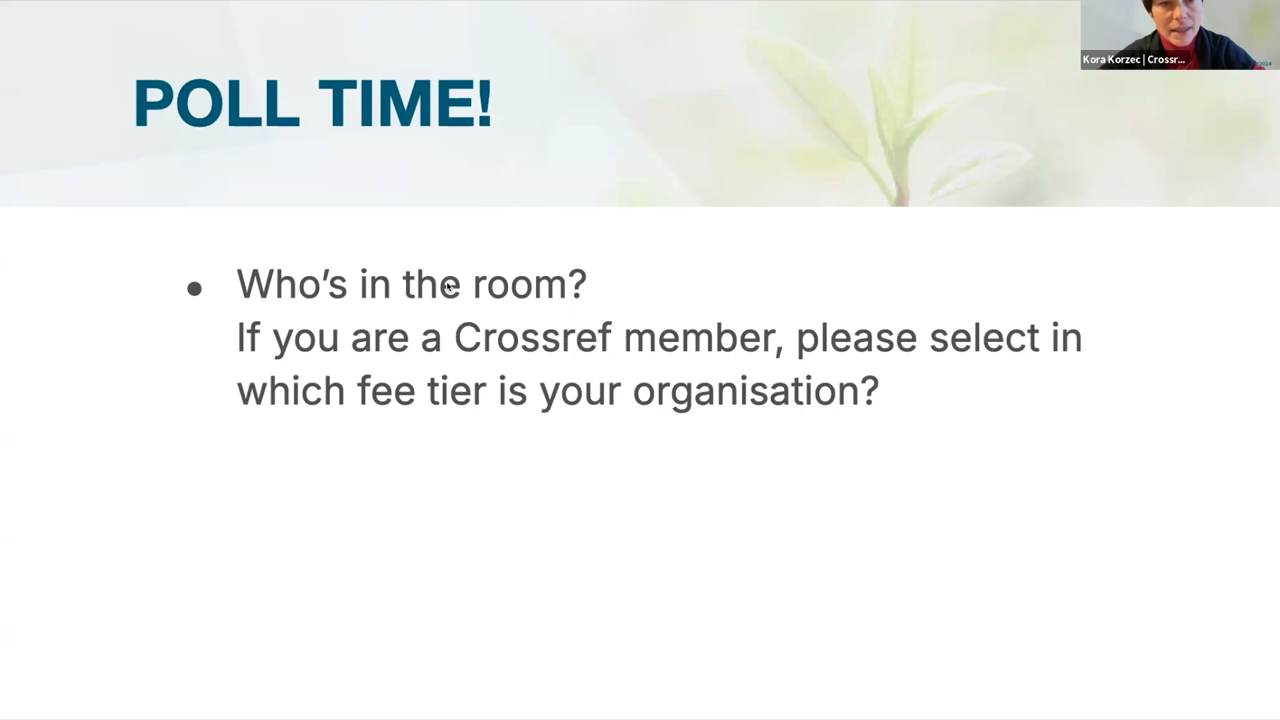 POLL TIME!
Kora Korzec | Crossr...
Who's in the room?
If you are a Crossref member, please select in
which fee tier is your organisation?